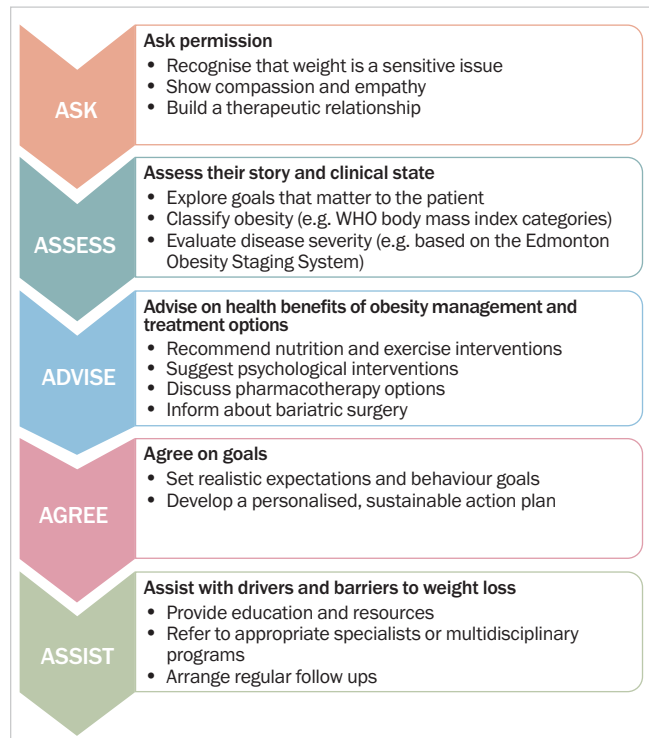 ASK
Ask permission
• Recognise that weight is a sensitive issue
• Show compassion and empathy
• Build a therapeutic relationship
ASSESS
Assess their story and clinical state
• Explore goals that matter to the patient
• Classify obesity (e.g. WHO body mass index categories)
• Evaluate disease severity (e.g. based on the Edmonton
Obesity Staging System)
ADVISE
Advise on health benefits of obesity management and
treatment options
• Recommend nutrition and exercise interventions
• Suggest psychological interventions
• Discuss pharmacotherapy options
• Inform about bariatric surgery
AGREE
Agree on goals
• Set realistic expectations and behaviour goals
• Develop a personalised, sustainable action plan
ASSIST
Assist with drivers and barriers to weight loss
• Provide education and resources
• Refer to appropriate specialists or multidisciplinary
programs
• Arrange regular follow ups